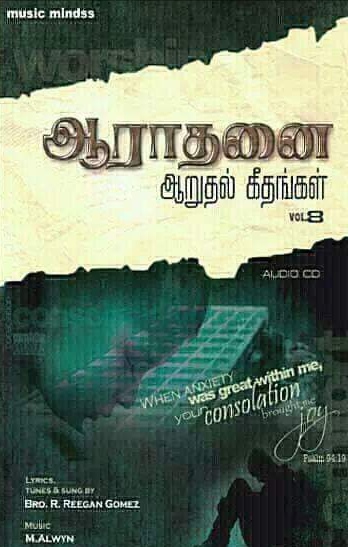 music mindss
worship
ஆராதனை
ஆறுதல் கீதங்கள்
VOL.8
AUDIO CD
WHEN ANXIETY
was great within me,
your consolation
brought me
joy.
Psalm 94:19
LYRICS,
TUNES & SUNG BY
BRO. R. REEGAN GOMEZ
MUSIC
M.ALWYN